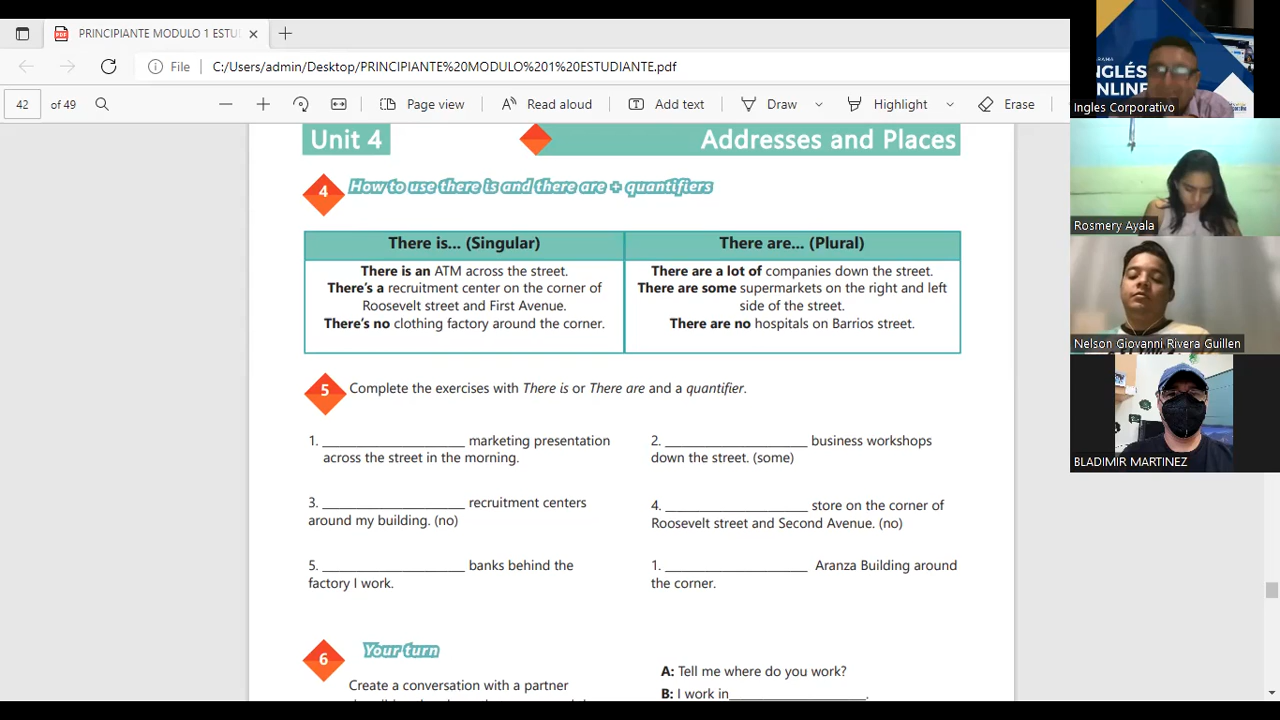 PRINCIPIANTE MODULO 1 ESTU
File C:/Users/admin/Desktop/PRINCIPIANTE%20MODULO%201%20ESTUDIANTE.pdf
42 of 49 Page view Read aloud Add text Draw Highlight Erase
Unit 4 Addresses and Places
4 How to use there is and there are + quantifiers
There is... (Singular)
There is an ATM across the street.
There's a recruitment center on the corner of
Roosevelt street and First Avenue.
There's no clothing factory around the corner.
There are... (Plural)
There are a lot of companies down the street.
There are some supermarkets on the right and left
side of the street.
There are no hospitals on Barrios street.
5 Complete the exercises with There is or There are and a quantifier.
1. ____________________ marketing presentation
across the street in the morning.
2. ____________________ business workshops
down the street. (some)
3. ____________________ recruitment centers
around my building. (no)
4. ____________________ store on the corner of
Roosevelt street and Second Avenue. (no)
5. ____________________ banks behind the
factory I work.
1. ____________________ Aranza Building around
the corner.
6 Your turn
Create a conversation with a partner
A: Tell me where do you work?
B: I work in___________________.
INGLÉS
ONLINE
Ingles Corporativo
Rosmery Ayala
Nelson Giovanni Rivera Guillen
BLADIMIR MARTINEZ